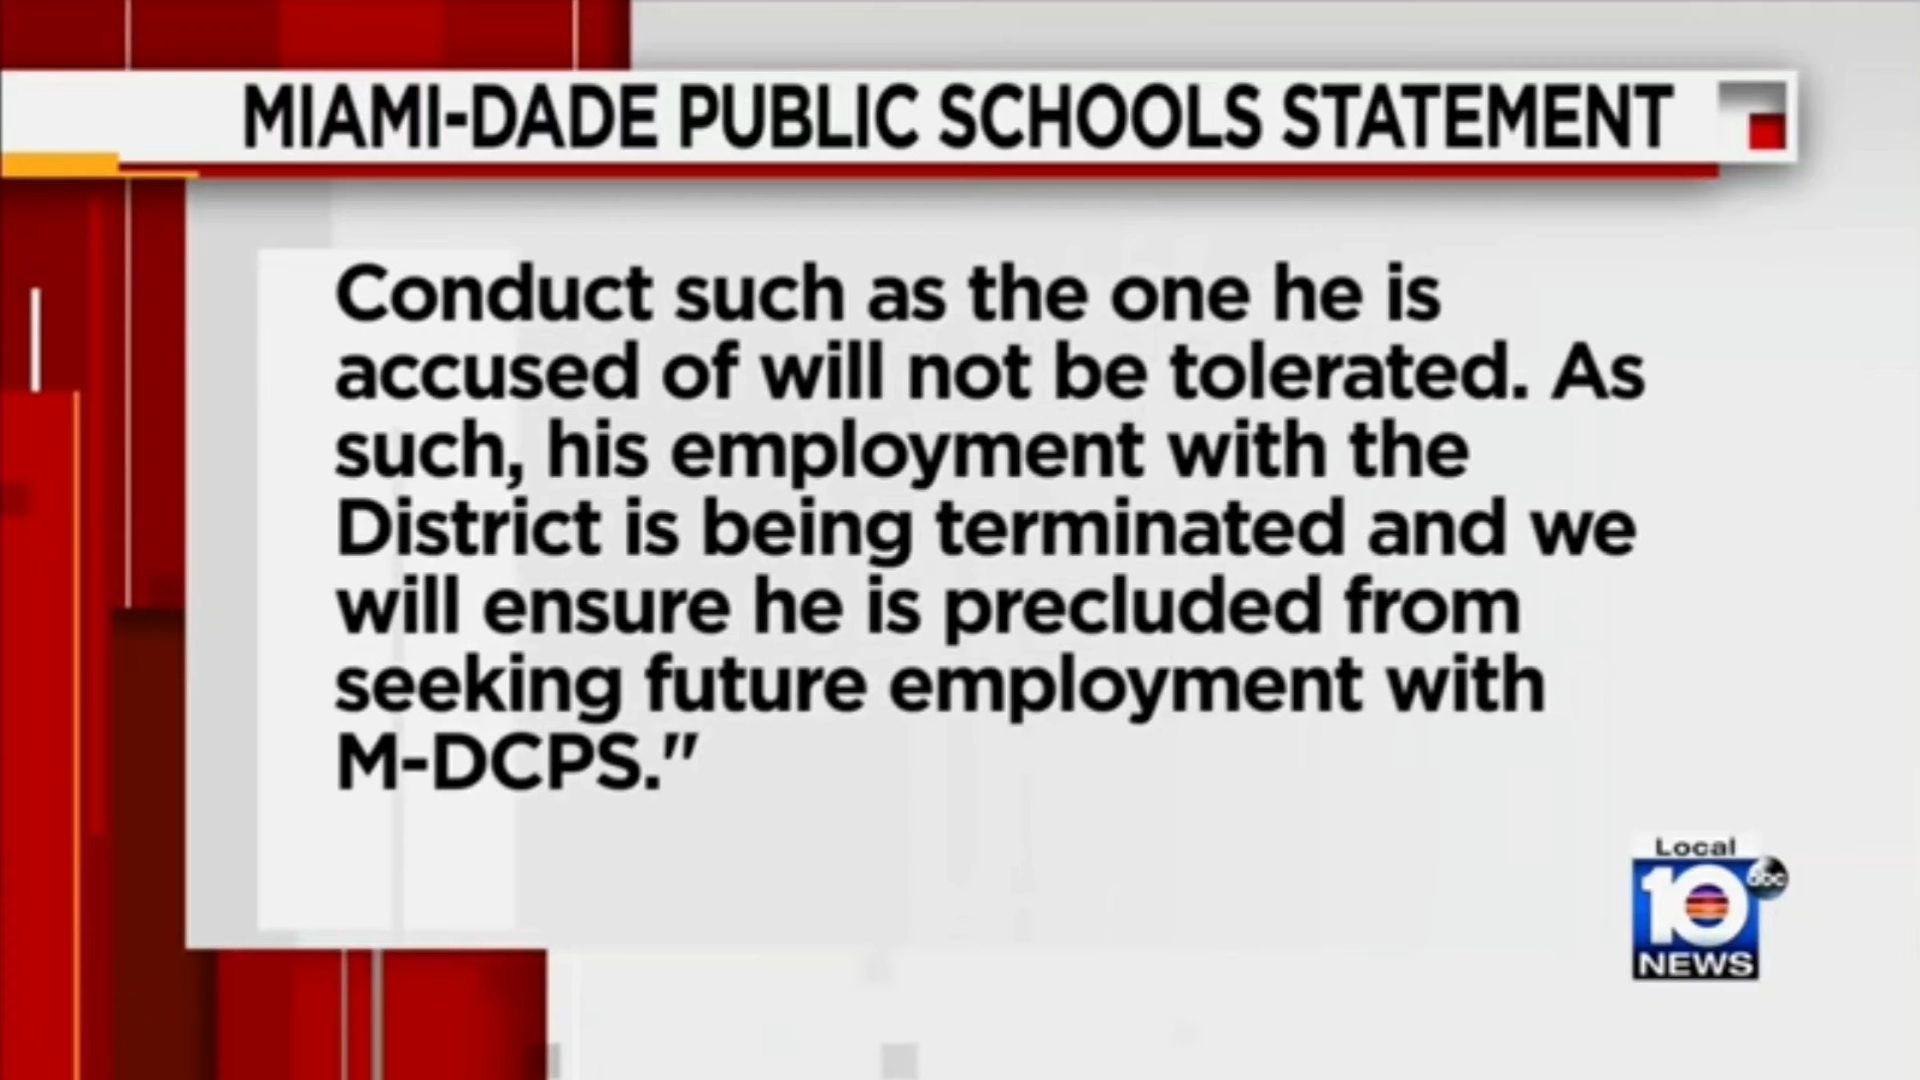 MIAMI-DADE PUBLIC SCHOOLS STATEMENT
Conduct such as the one he is
accused of will not be tolerated. As
such, his employment with the
District is being terminated and we
will ensure he is precluded from
seeking future employment with
M-DCPS."
Local
10
abc
NEWS